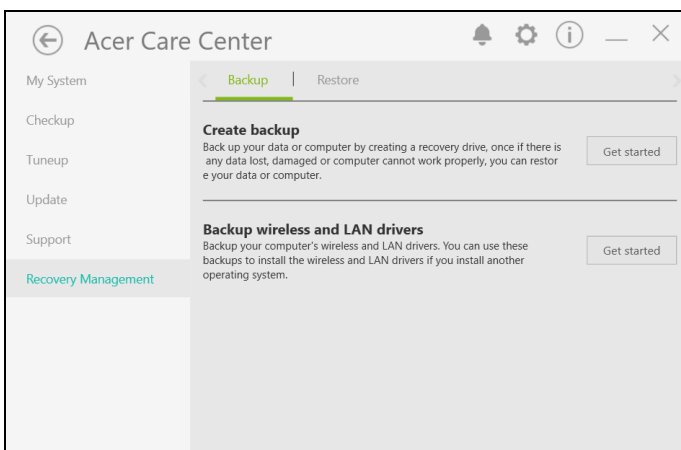 Acer Care Center
My System
Checkup
Tuneup
Update
Support
Recovery Management
Backup | Restore
Create backup
Back up your data or computer by creating a recovery drive, once if there is
any data lost, damaged or computer cannot work properly, you can restor
e your data or computer.
Get started
Backup wireless and LAN drivers
Backup your computer's wireless and LAN drivers. You can use these
backups to install the wireless and LAN drivers if you install another
operating system.
Get started